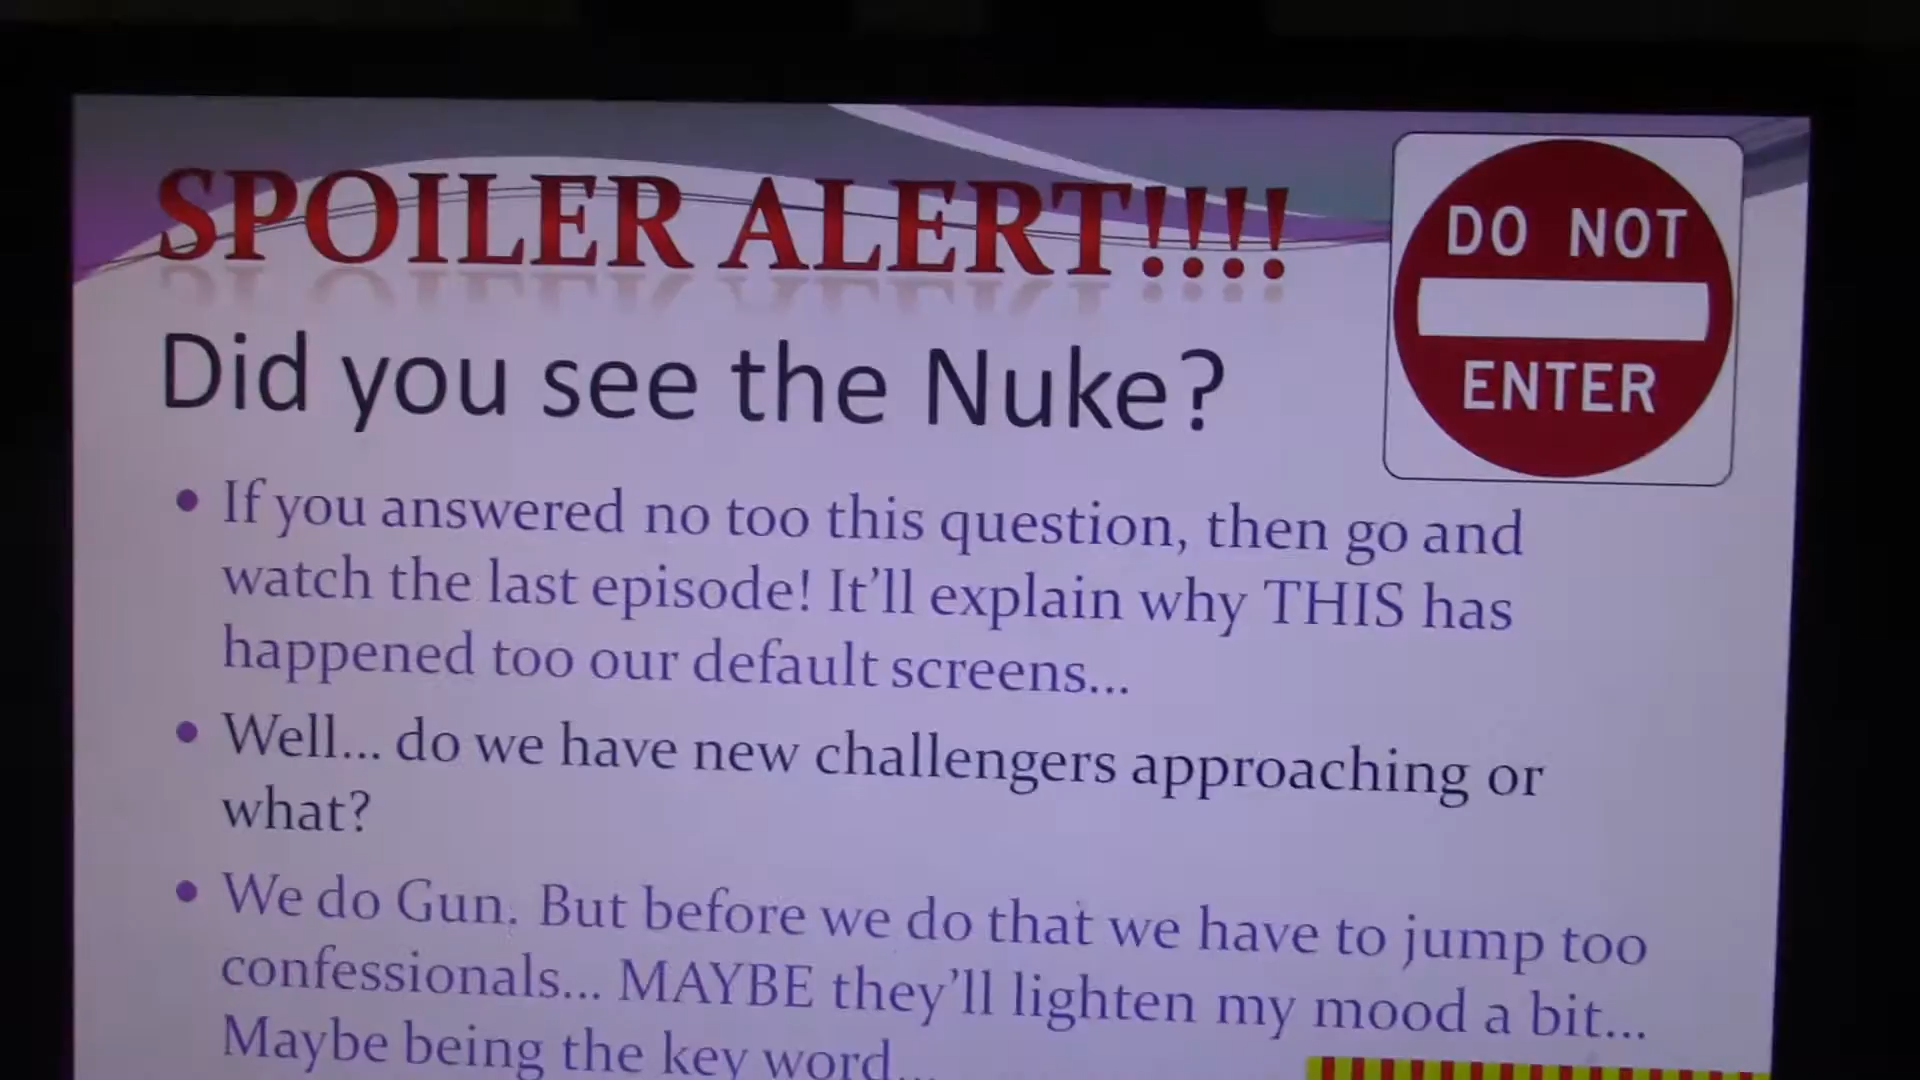 SPOILER ALERT!!!!
DO NOT
ENTER
Did you see the Nuke?
• If you answered no too this question, then go and
watch the last episode! It'll explain why THIS has
happened too our default screens...
• Well... do we have new challengers approaching or
what?
• We do Gun. But before we do that we have to jump too
confessionals... MAYBE they'll lighten my mood a bit...
Maybe being the key word...